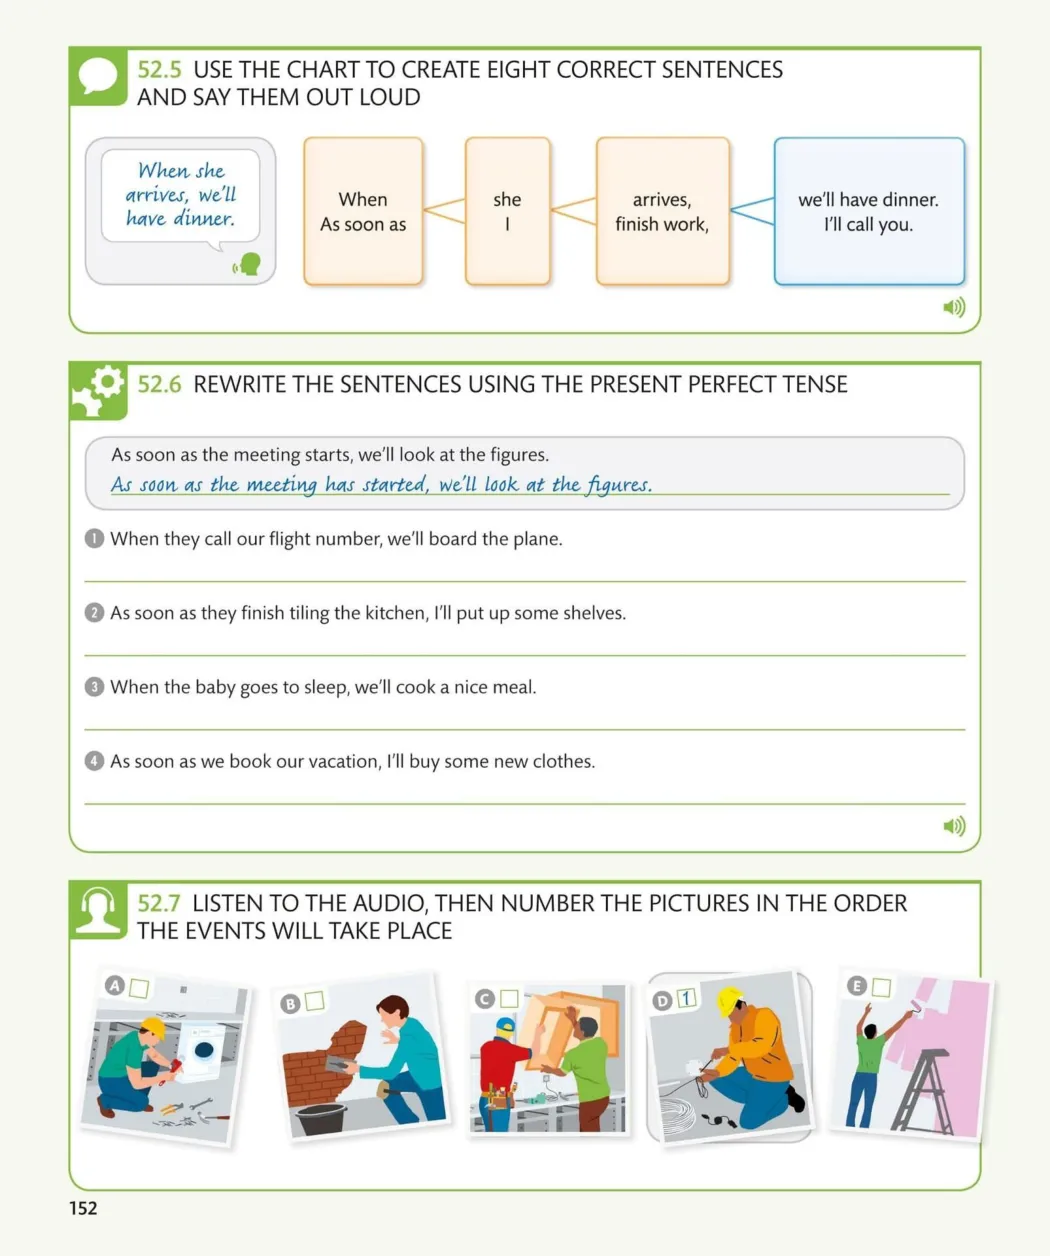 52.5 USE THE CHART TO CREATE EIGHT CORRECT SENTENCES
AND SAY THEM OUT LOUD
When she
arrives, we'll
have dinner.
When
As soon as
she
I
arrives,
finish work,
we'll have dinner.
I'll call you.
52.6 REWRITE THE SENTENCES USING THE PRESENT PERFECT TENSE
As soon as the meeting starts, we'll look at the figures.
As soon as the meeting has started, we'll look at the figures.
1 When they call our flight number, we'll board the plane.
2 As soon as they finish tiling the kitchen, I'll put up some shelves.
3 When the baby goes to sleep, we'll cook a nice meal.
4 As soon as we book our vacation, I'll buy some new clothes.
52.7 LISTEN TO THE AUDIO, THEN NUMBER THE PICTURES IN THE ORDER
THE EVENTS WILL TAKE PLACE
A
B
C
D 1
E
152